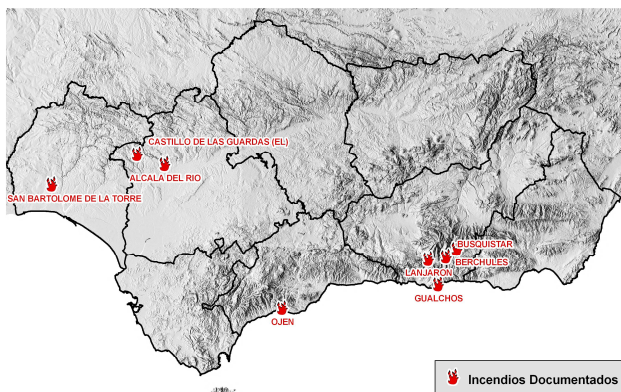 CASTILLO DE LAS GUARDAS (EL)
ALCALA DEL RIO
SAN BARTOLOME DE LA TORRE
BUSQUISTAR
BERCHULES
LANJARON
GUALCHOS
OJEN
Incendios Documentados